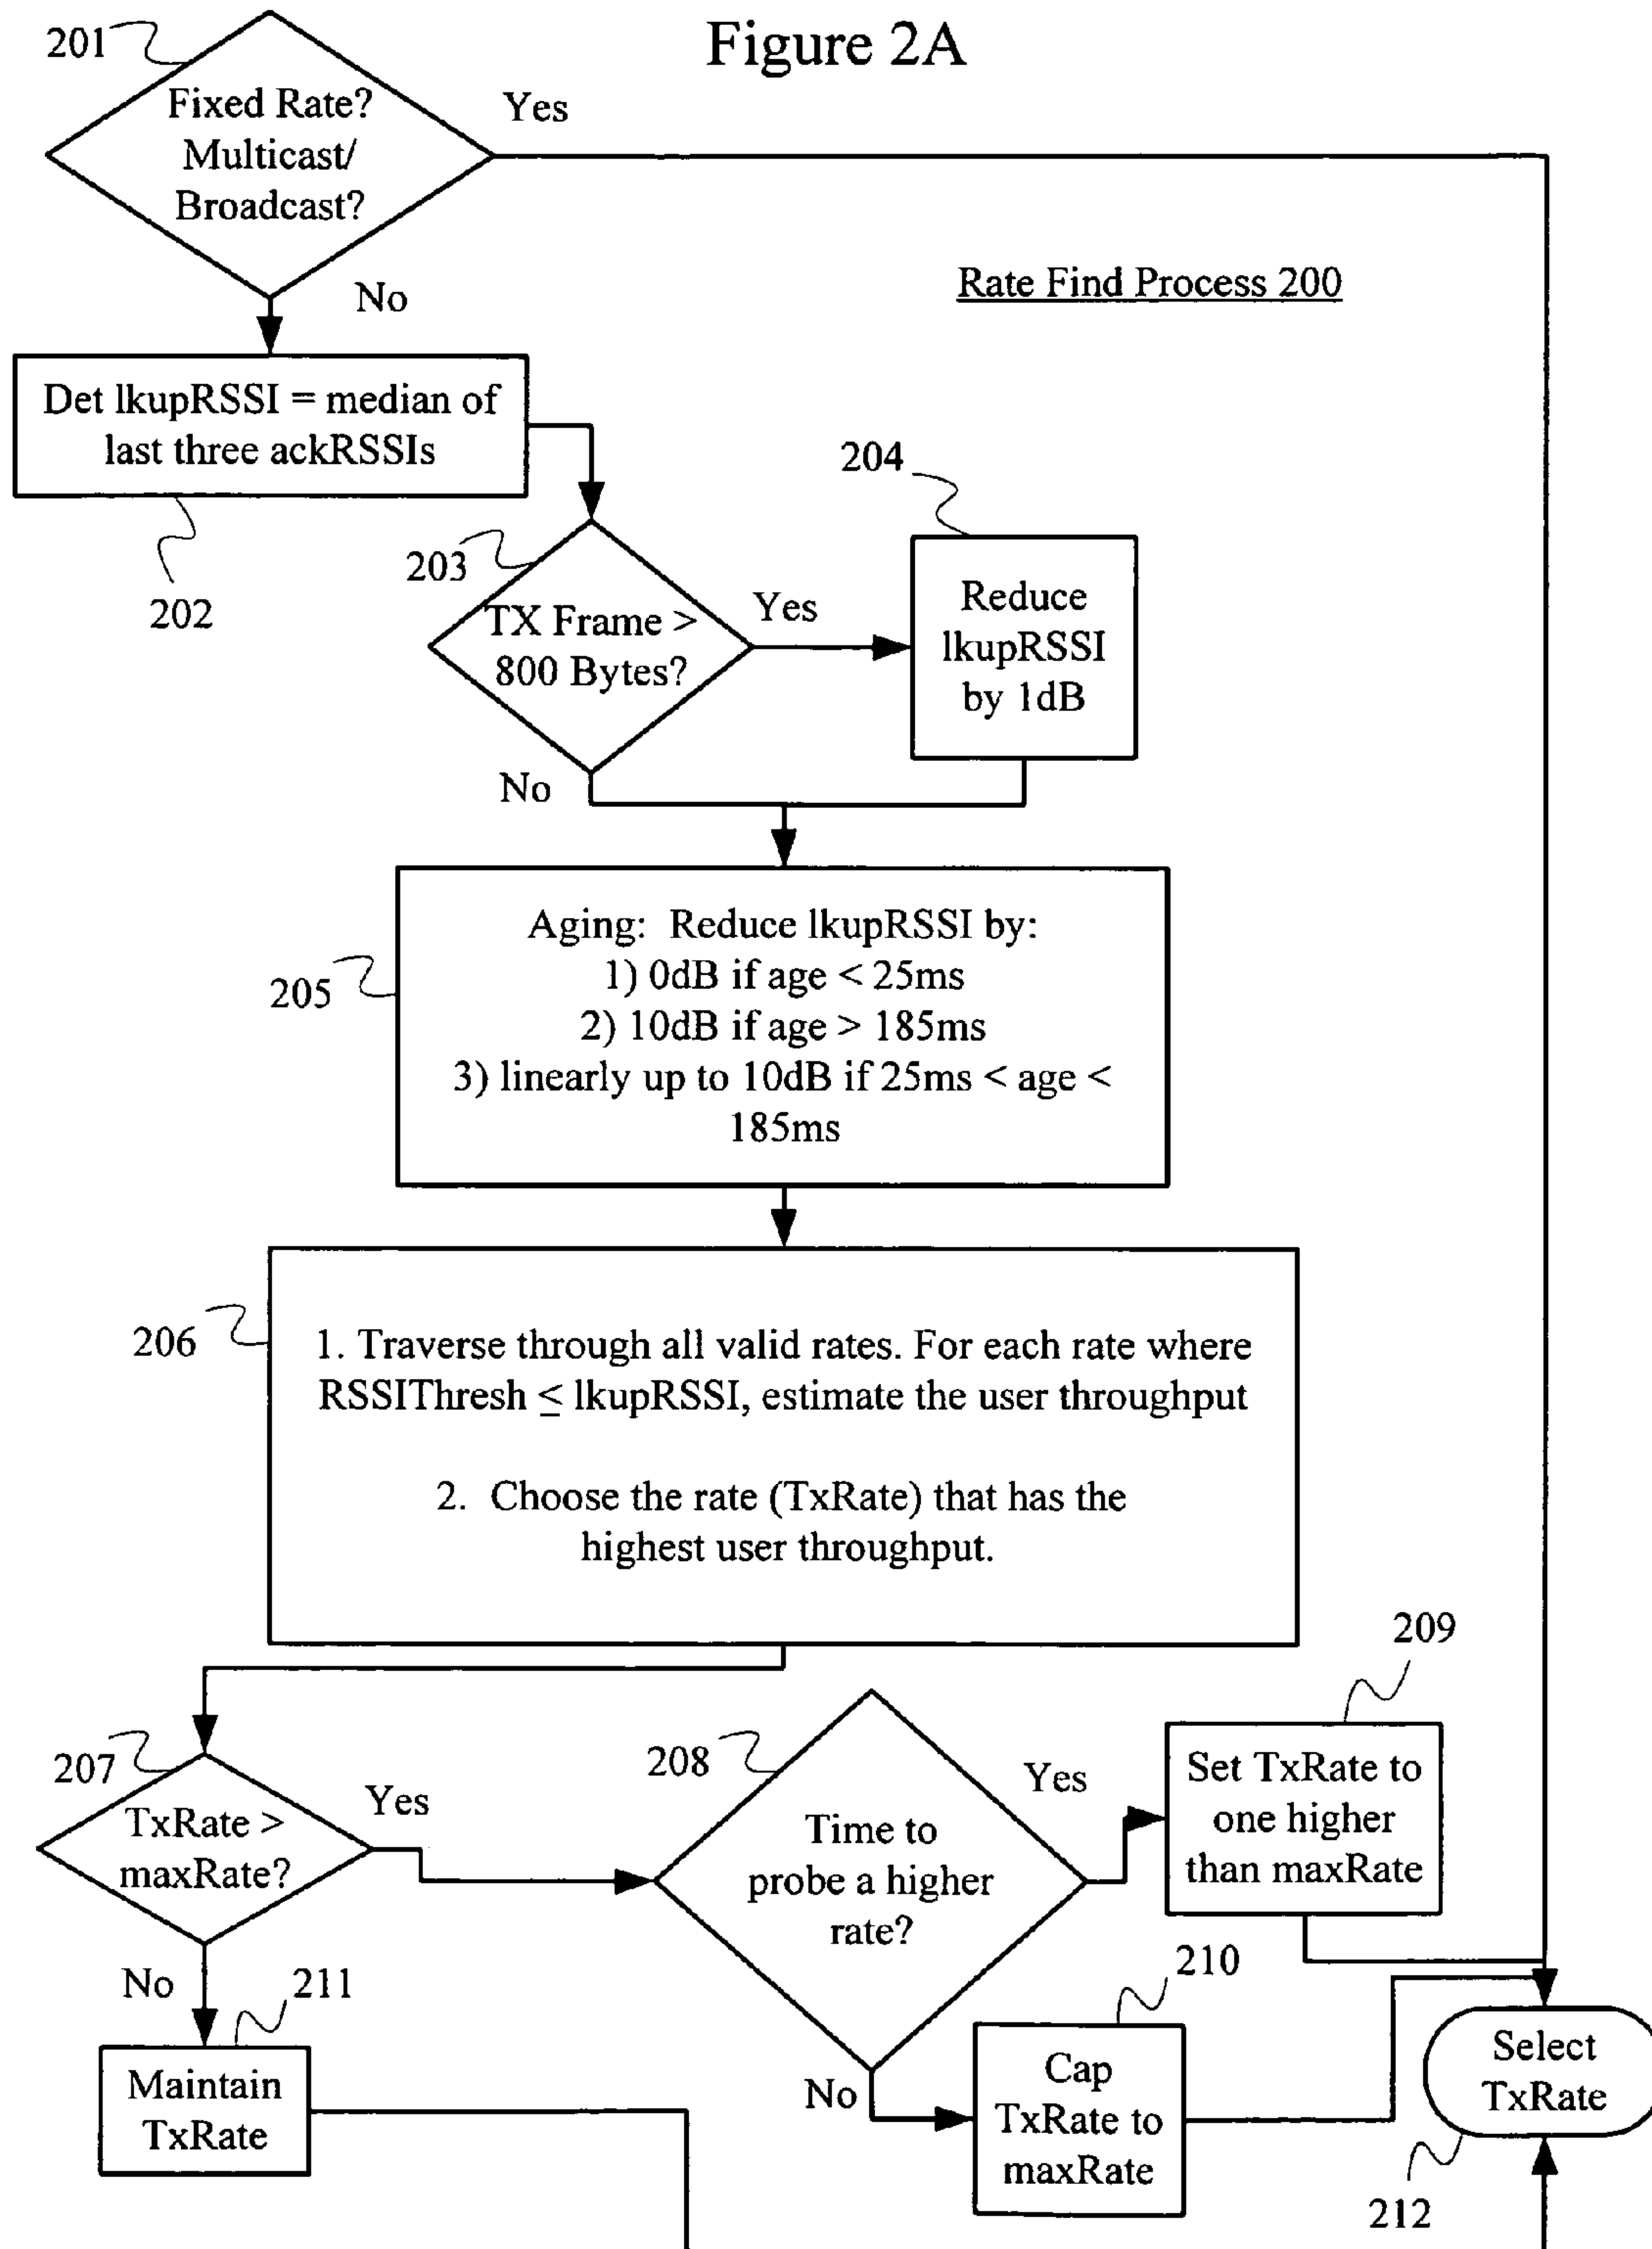 Figure 2A
201
Fixed Rate?
Multicast/
Broadcast?
Yes
No
Rate Find Process 200
Det lkupRSSI = median of
last three ackRSSIs
202
203
TX Frame >
800 Bytes?
Yes
No
204
Reduce
lkupRSSI
by 1dB
205
Aging: Reduce lkupRSSI by:
1) 0dB if age < 25ms
2) 10dB if age > 185ms
3) linearly up to 10dB if 25ms < age <
185ms
206
1. Traverse through all valid rates. For each rate where
RSSIThresh ≤ lkupRSSI, estimate the user throughput
2. Choose the rate (TxRate) that has the
highest user throughput.
207
TxRate >
maxRate?
Yes
No
208
Time to
probe a higher
rate?
Yes
No
209
Set TxRate to
one higher
than maxRate
210
Cap
TxRate to
maxRate
211
Maintain
TxRate
Select
TxRate
212